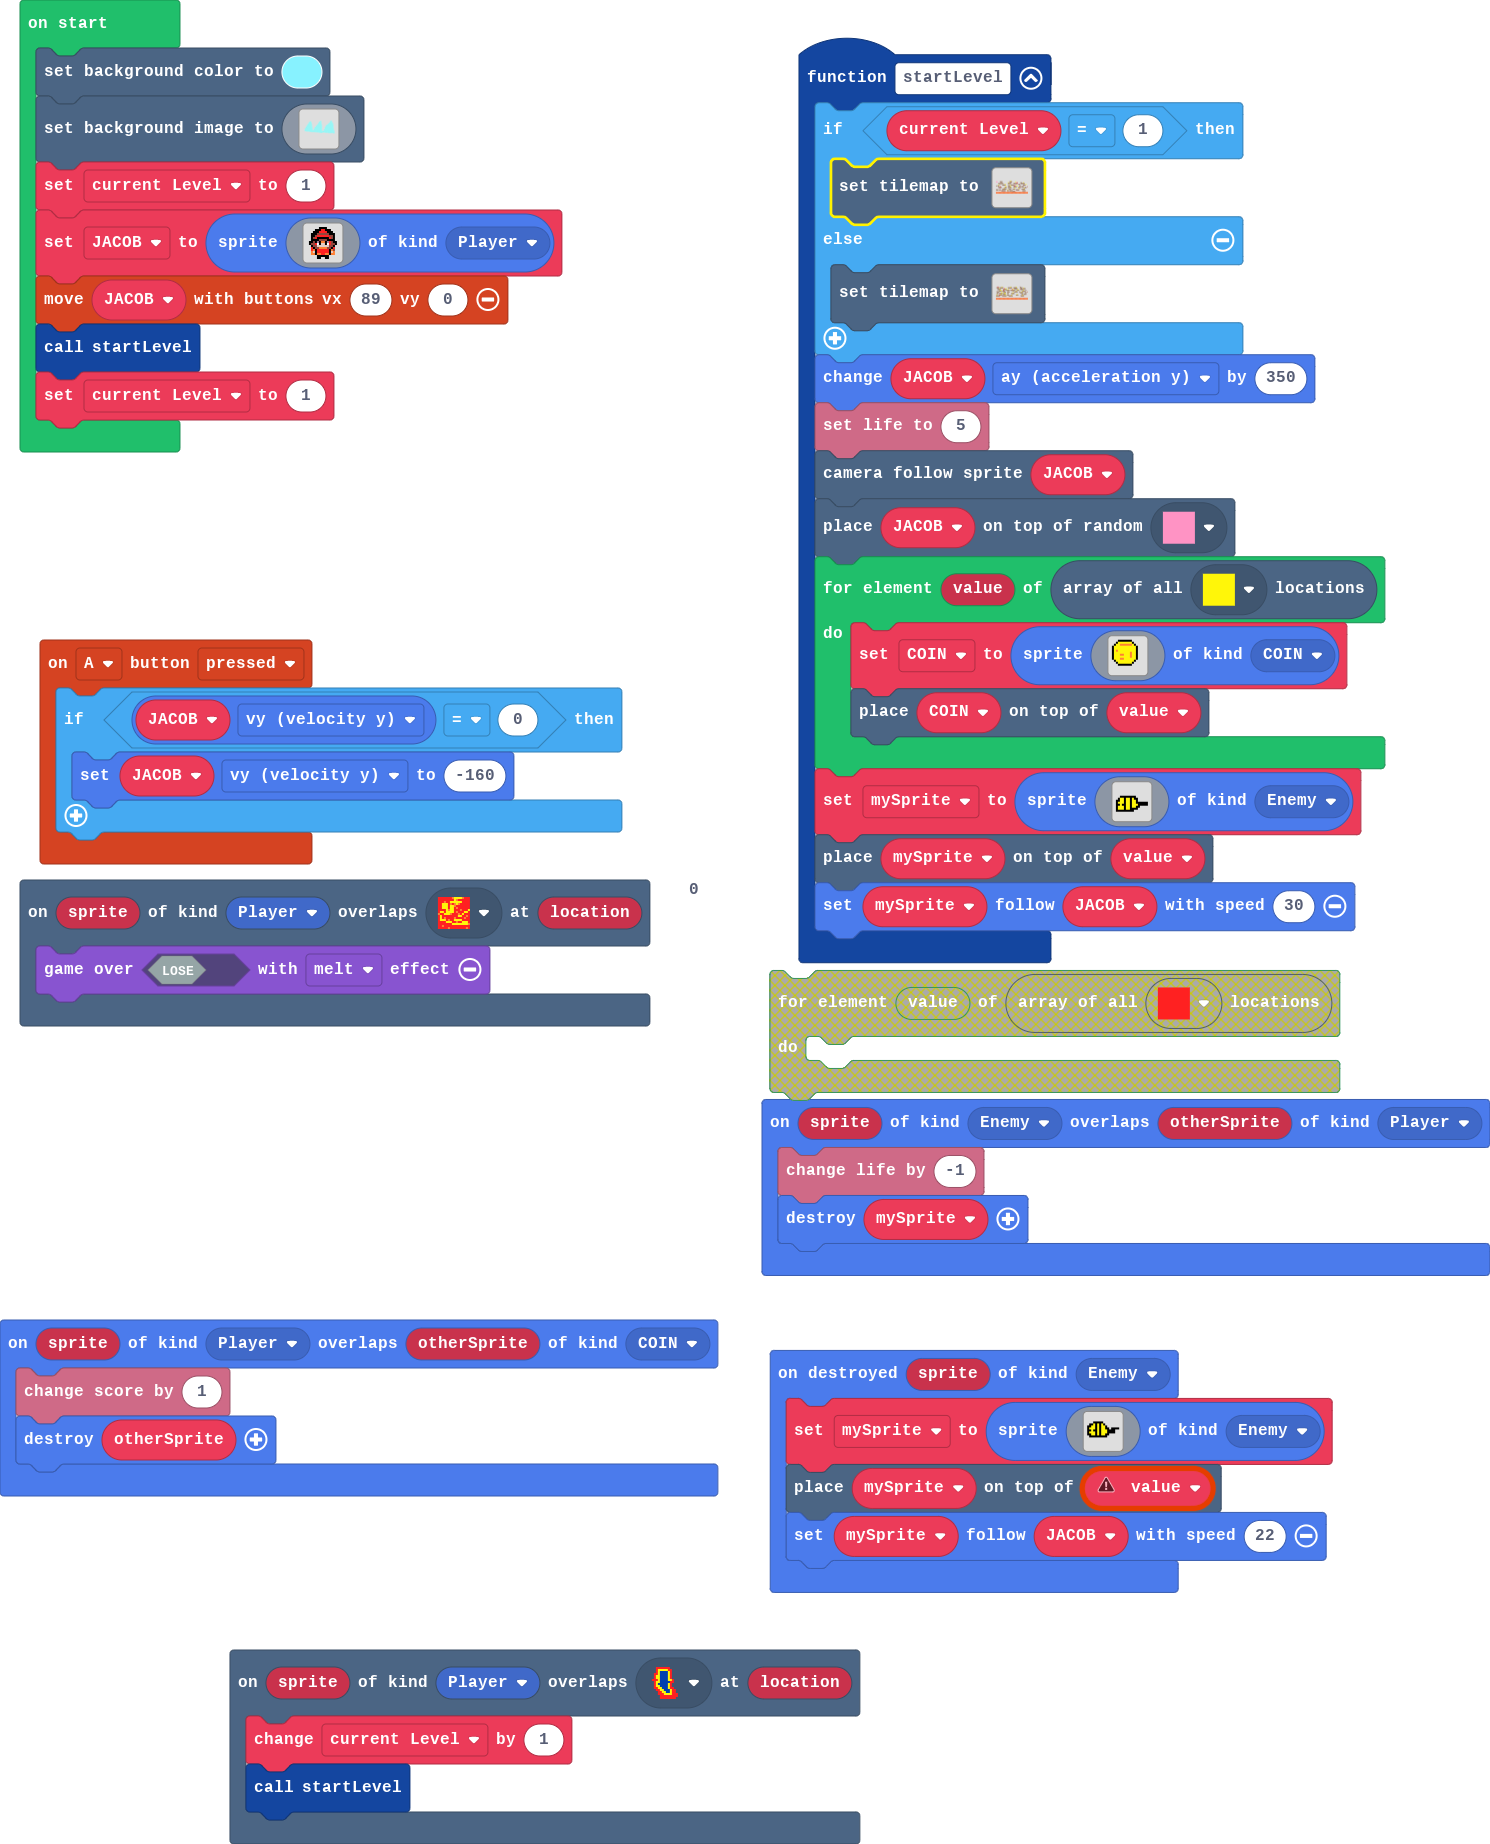 on start
set background color to
set background image to
set current Level to 1
set JACOB to sprite of kind Player
move JACOB with buttons vx 89 vy 0
call startLevel
set current Level to 1
function startLevel
if current Level = 1 then
set tilemap to
else
set tilemap to
change JACOB ay (acceleration y) by 350
set life to 5
camera follow sprite JACOB
place JACOB on top of random
for element value of array of all locations
do
set COIN to sprite of kind COIN
place COIN on top of value
set mySprite to sprite of kind Enemy
place mySprite on top of value
set mySprite follow JACOB with speed 30
on A button pressed
if JACOB vy (velocity y) = 0 then
set JACOB vy (velocity y) to -160
on sprite of kind Player overlaps at location
game over LOSE with melt effect
0
for element value of array of all locations
do
on sprite of kind Enemy overlaps otherSprite of kind Player
change life by -1
destroy mySprite
on sprite of kind Player overlaps otherSprite of kind COIN
change score by 1
destroy otherSprite
on destroyed sprite of kind Enemy
set mySprite to sprite of kind Enemy
place mySprite on top of value
set mySprite follow JACOB with speed 22
on sprite of kind Player overlaps at location
change current Level by 1
call startLevel